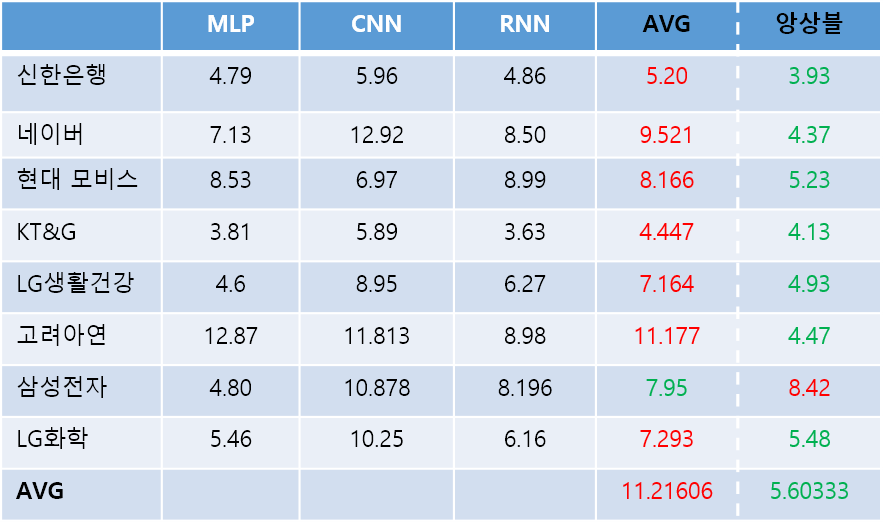 MLP CNN RNN AVG 앙상블
신한은행 4.79 5.96 4.86 5.20 3.93
네이버 7.13 12.92 8.50 9.521 4.37
현대 모비스 8.53 6.97 8.99 8.166 5.23
KT&G 3.81 5.89 3.63 4.447 4.13
LG생활건강 4.6 8.95 6.27 7.164 4.93
고려아연 12.87 11.813 8.98 11.177 4.47
삼성전자 4.80 10.878 8.196 7.95 8.42
LG화학 5.46 10.25 6.16 7.293 5.48
AVG 11.21606 5.60333